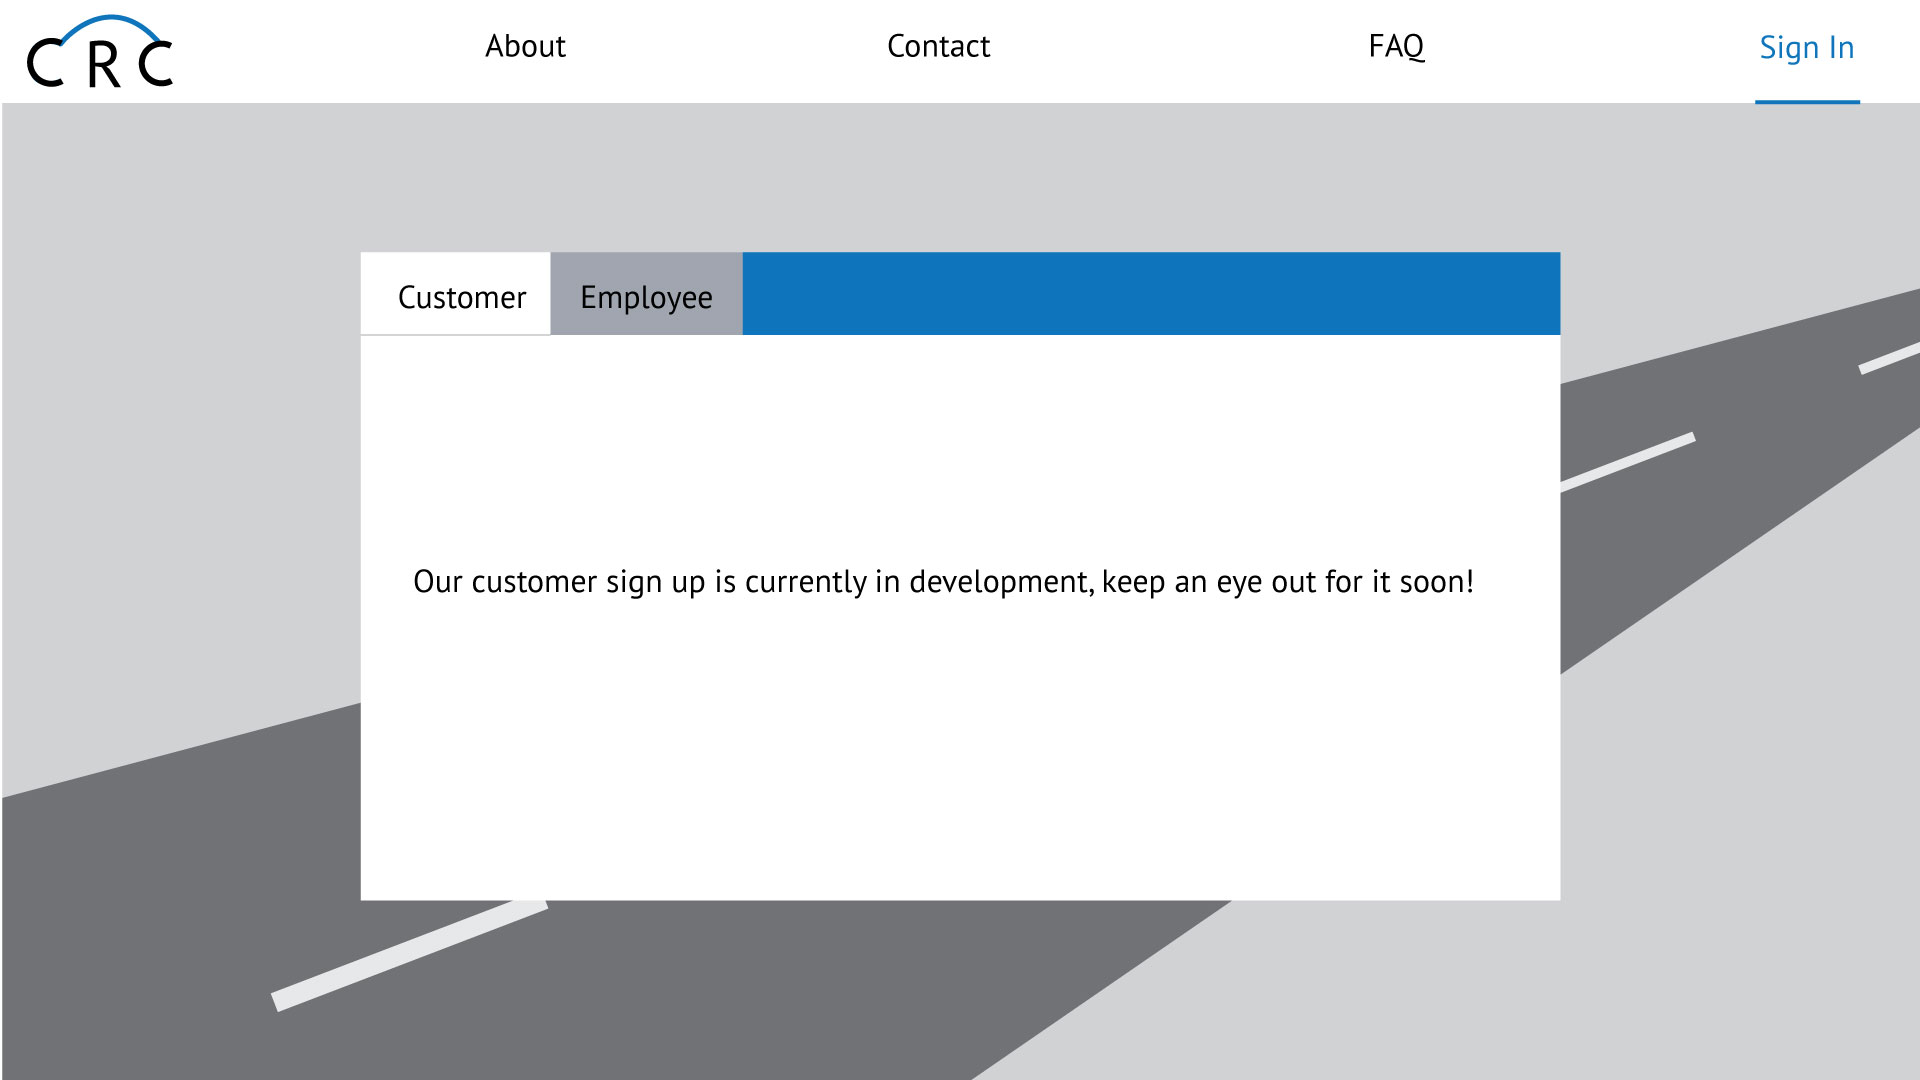 CRC
About
Contact
FAQ
Sign In
Customer
Employee
Our customer sign up is currently in development, keep an eye out for it soon!